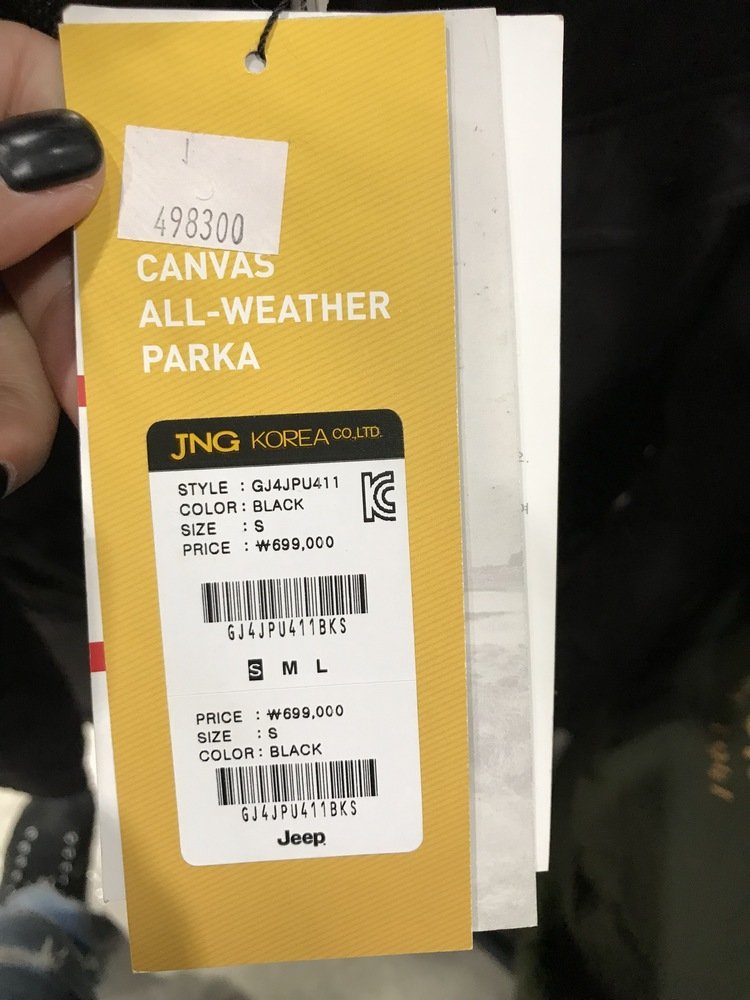 498300
CANVAS
ALL-WEATHER
PARKA
JNG KOREA CO.,LTD.
STYLE : GJ4JPU411
COLOR : BLACK
SIZE : S
PRICE : ₩699,000
GJ4JPU411BKS
S M L
PRICE : ₩699,000
SIZE : S
COLOR : BLACK
GJ4JPU411BKS
Jeep